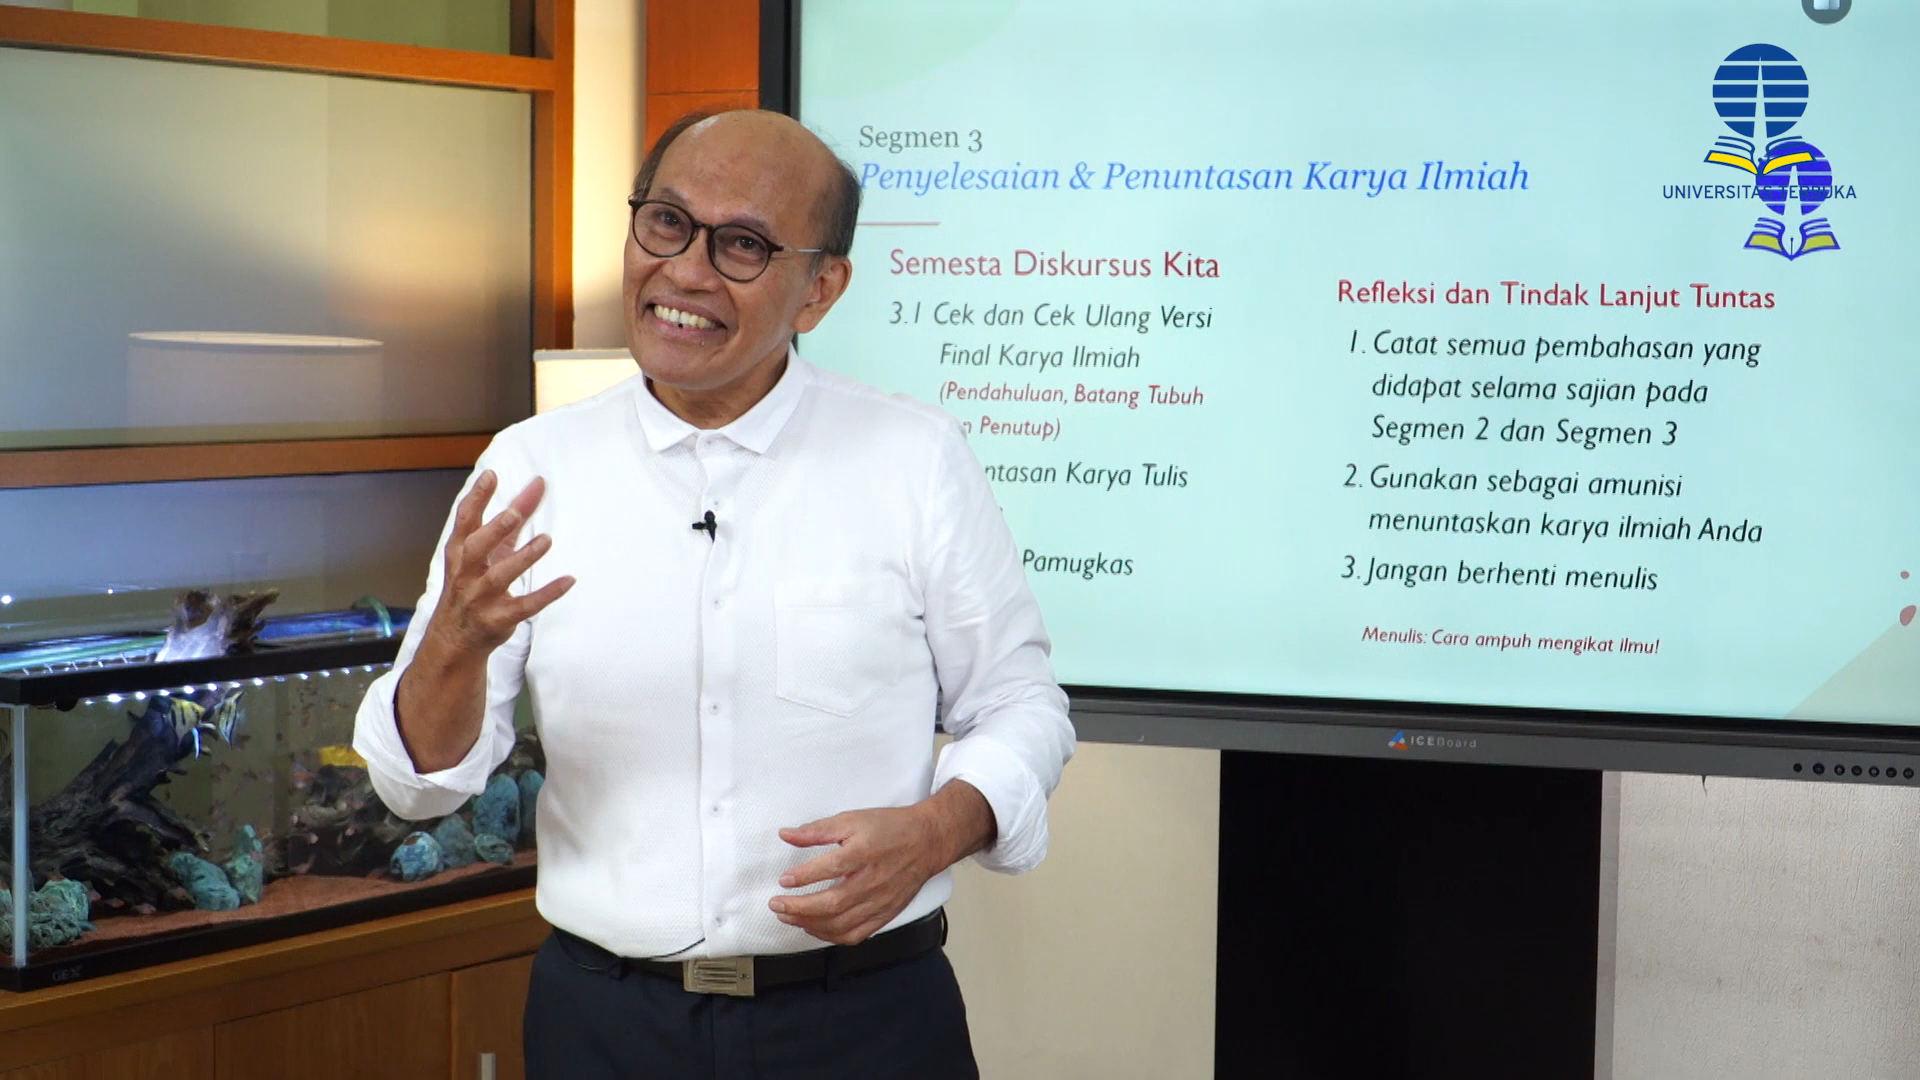 Segmen 3
Penyelesaian & Penuntasan Karya Ilmiah
Semesta Diskursus Kita
3.1 Cek dan Cek Ulang Versi
Final Karya Ilmiah
(Pendahuluan, Batang Tubuh
Penutup)
Karya Tulis
Pamugkas
Refleksi dan Tindak Lanjut Tuntas
1. Catat semua pembahasan yang
didapat selama sajian pada
Segmen 2 dan Segmen 3
2. Gunakan sebagai amunisi
menuntaskan karya ilmiah Anda
3. Jangan berhenti menulis
Menulis: Cara ampuh mengikat ilmu!
UNIVERSITAS TERBUKA
ICEBoard
GEX